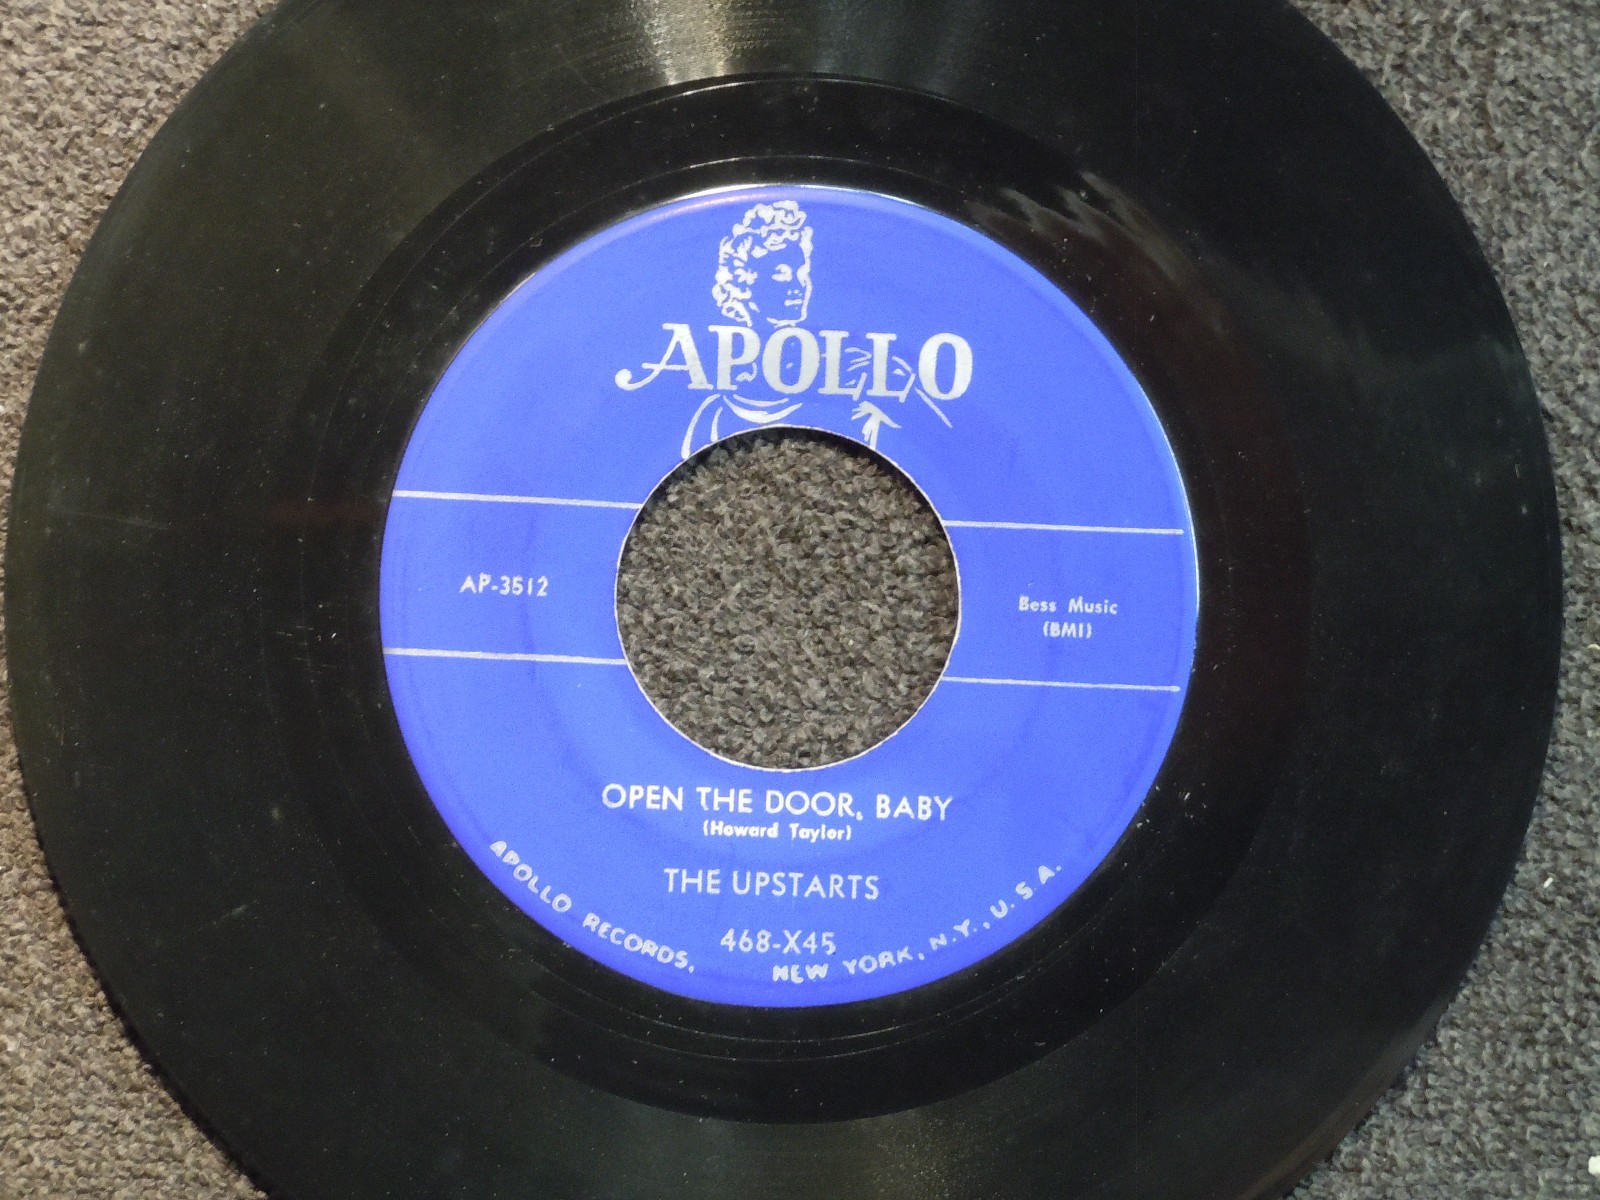 APOLLO
AP-3512
Bess Music
(BMI)
OPEN THE DOOR, BABY
(Howard Taylor)
THE UPSTARTS
468-X45
APOLLO RECORDS, NEW YORK, N.Y., U.S.A.